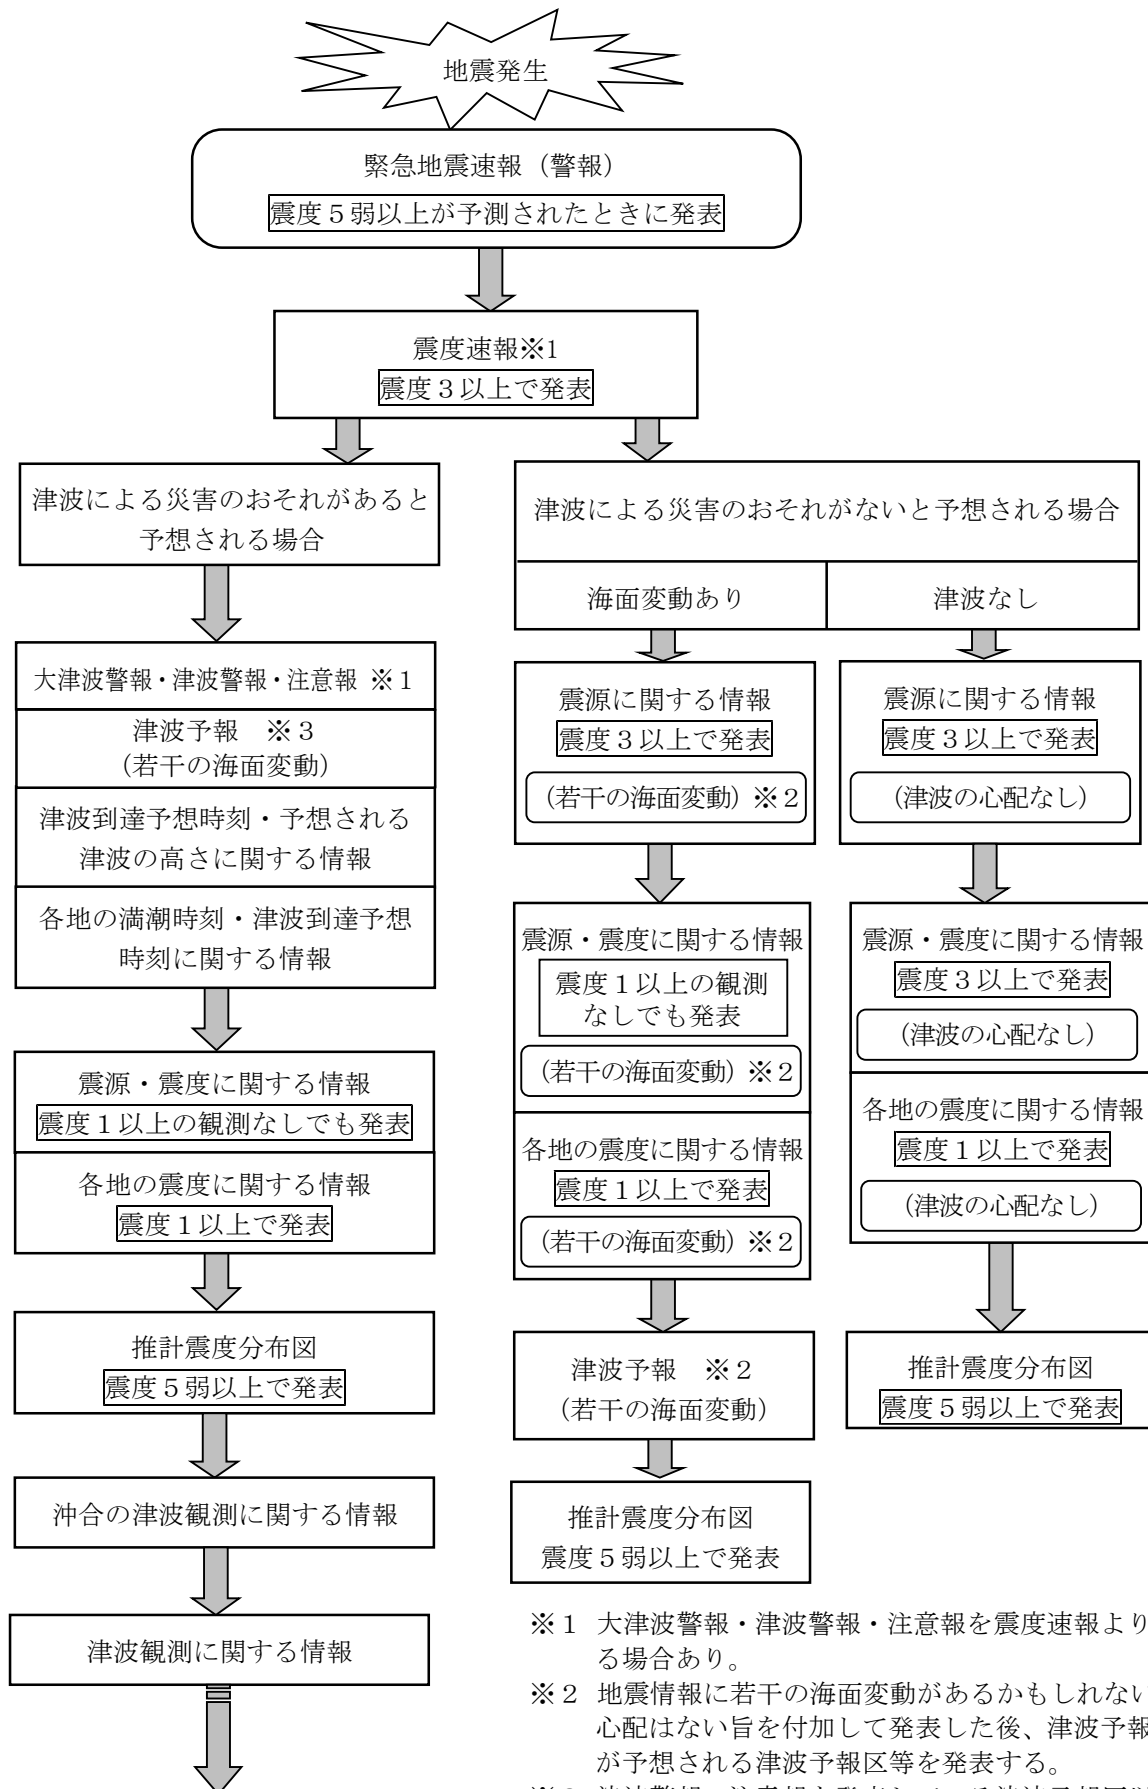 地震発生
緊急地震速報（警報）
震度５弱以上が予測されたときに発表
震度速報※1
震度３以上で発表
津波による災害のおそれがあると
予想される場合
津波による災害のおそれがないと予想される場合
海面変動あり
津波なし
大津波警報・津波警報・注意報 ※１
津波予報　※３
（若干の海面変動）
津波到達予想時刻・予想される
津波の高さに関する情報
各地の満潮時刻・津波到達予想
時刻に関する情報
震源・震度に関する情報
震度１以上の観測なしでも発表
各地の震度に関する情報
震度１以上で発表
推計震度分布図
震度５弱以上で発表
沖合の津波観測に関する情報
津波観測に関する情報
震源に関する情報
震度３以上で発表
（若干の海面変動）※２
震源・震度に関する情報
震度１以上の観測
なしでも発表
（若干の海面変動）※２
各地の震度に関する情報
震度１以上で発表
（若干の海面変動）※２
津波予報　※２
（若干の海面変動）
推計震度分布図
震度５弱以上で発表
震源に関する情報
震度３以上で発表
（津波の心配なし）
震源・震度に関する情報
震度３以上で発表
（津波の心配なし）
各地の震度に関する情報
震度１以上で発表
（津波の心配なし）
推計震度分布図
震度５弱以上で発表
※１ 大津波警報・津波警報・注意報を震度速報より
る場合あり。
※２ 地震情報に若干の海面変動があるかもしれない
心配はない旨を付加して発表した後、津波予報
が予想される津波予報区等を発表する。